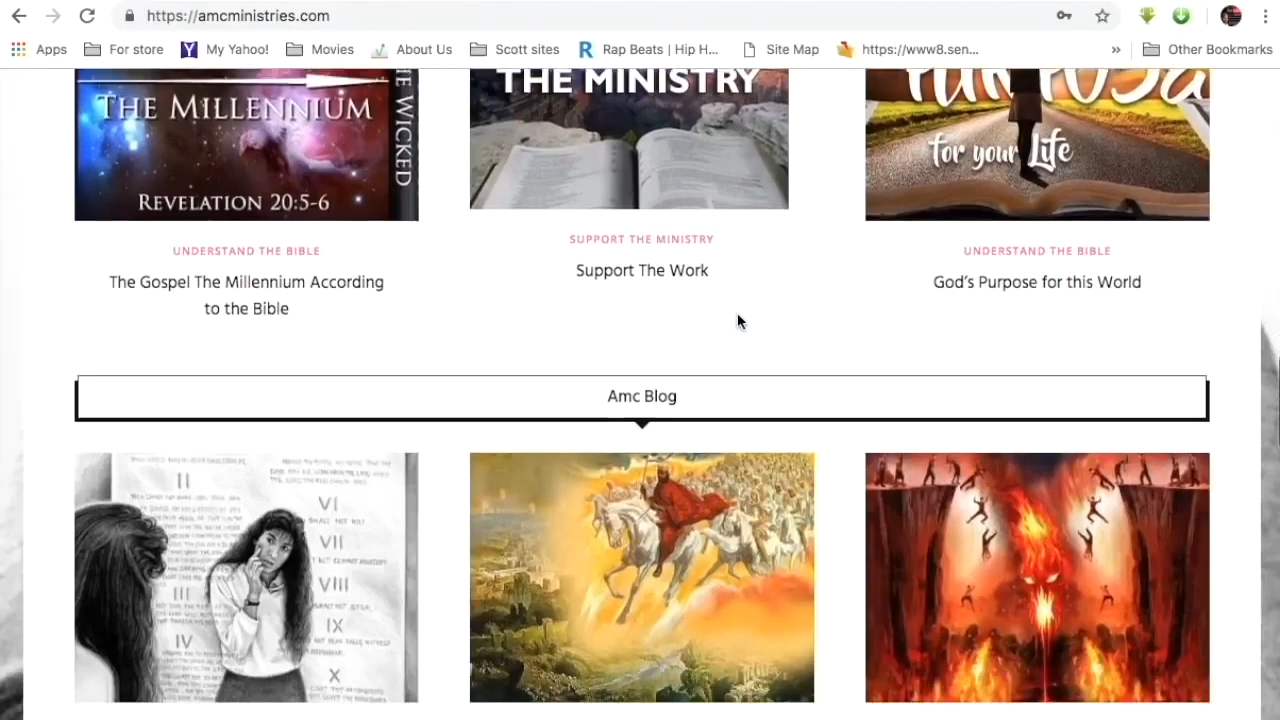 https://amcministries.com
Apps For store My Yahoo! Movies About Us Scott sites Rap Beats | Hip H... Site Map https://www8.sen... » Other Bookmarks
THE MILLENNIUM
REVELATION 20:5-6
THE MINISTRY
for your Life
UNDERSTAND THE BIBLE
The Gospel The Millennium According
to the Bible
SUPPORT THE MINISTRY
Support The Work
UNDERSTAND THE BIBLE
God’s Purpose for this World
Amc Blog
II
III
IV
VI
VII
VIII
IX
X